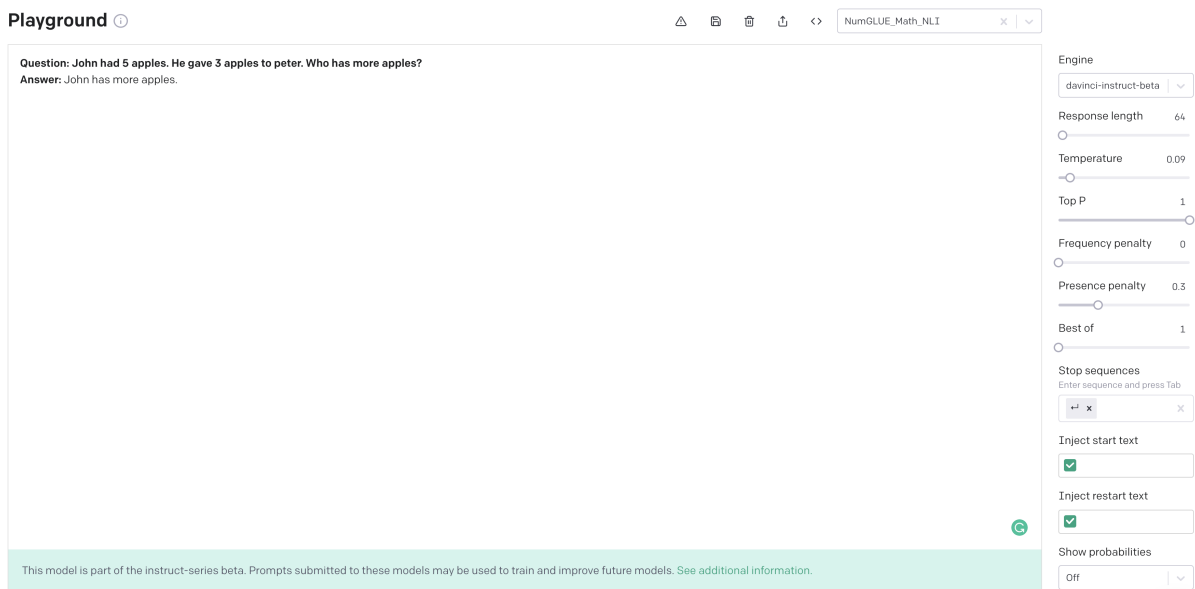 Playground
NumGLUE_Math_NLI
Question: John had 5 apples. He gave 3 apples to peter. Who has more apples?
Answer: John has more apples.
Engine
davinci-instruct-beta
Response length 64
Temperature 0.09
Top P 1
Frequency penalty 0
Presence penalty 0.3
Best of 1
Stop sequences
Enter sequence and press Tab
↵ ×
Inject start text
Inject restart text
Show probabilities
Off
This model is part of the instruct-series beta. Prompts submitted to these models may be used to train and improve future models. See additional information.